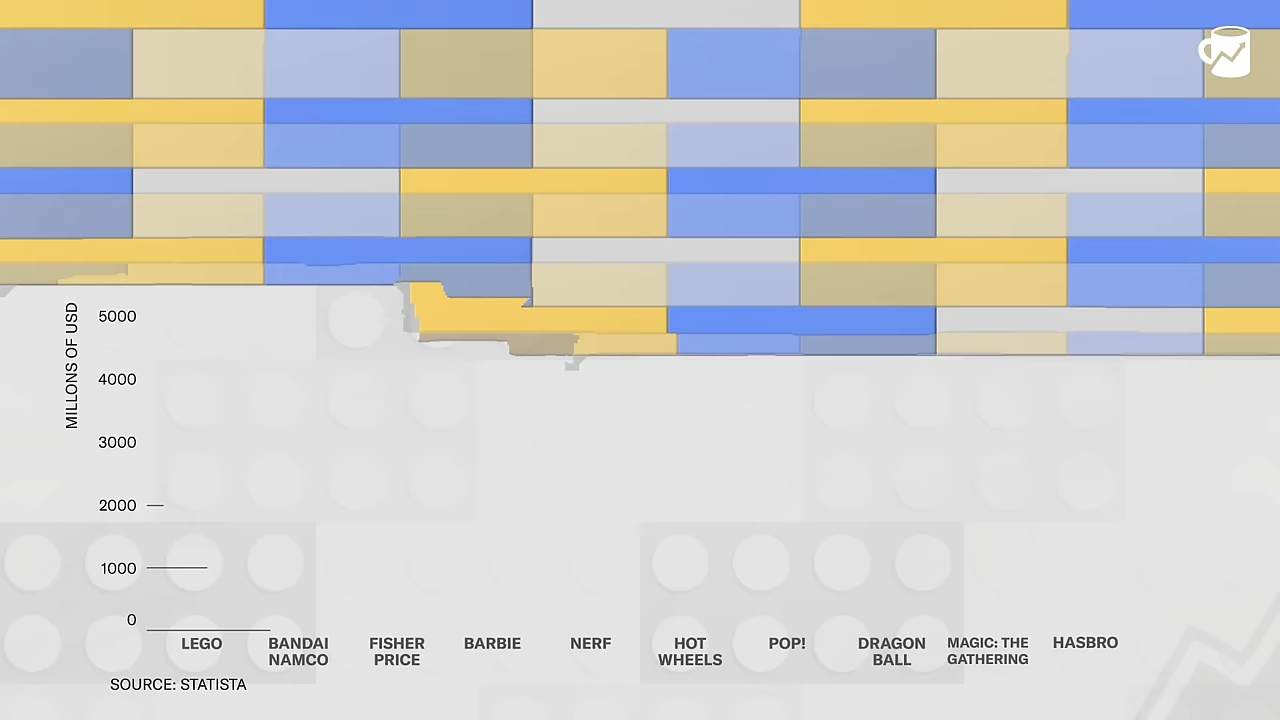 MILLONS OF USD
5000
4000
3000
2000
1000
0
LEGO
BANDAI
NAMCO
FISHER
PRICE
BARBIE
NERF
HOT
WHEELS
POP!
DRAGON
BALL
MAGIC: THE
GATHERING
HASBRO
SOURCE: STATISTA